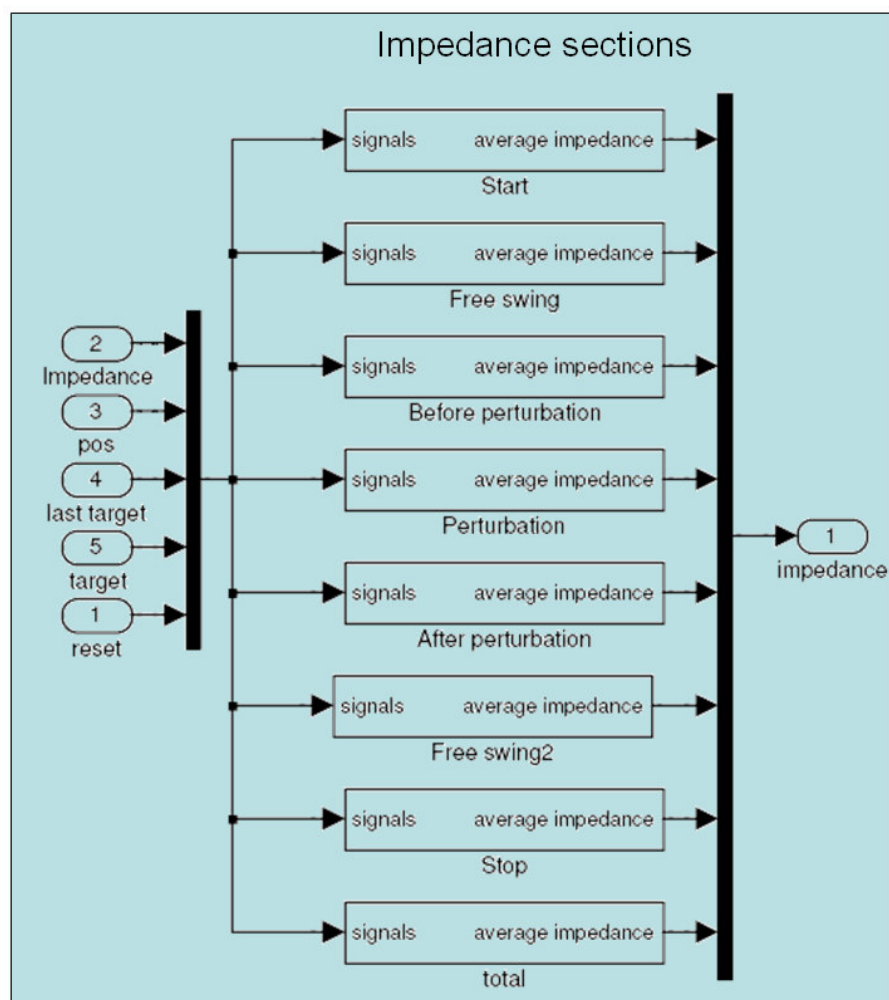 Impedance sections
signals average impedance
Start
signals average impedance
Free swing
2
Impedance
signals average impedance
Before perturbation
3
pos
4
last target
signals average impedance
Perturbation
5
target
1
impedance
1
reset
signals average impedance
After perturbation
signals average impedance
Free swing2
signals average impedance
Stop
signals average impedance
total